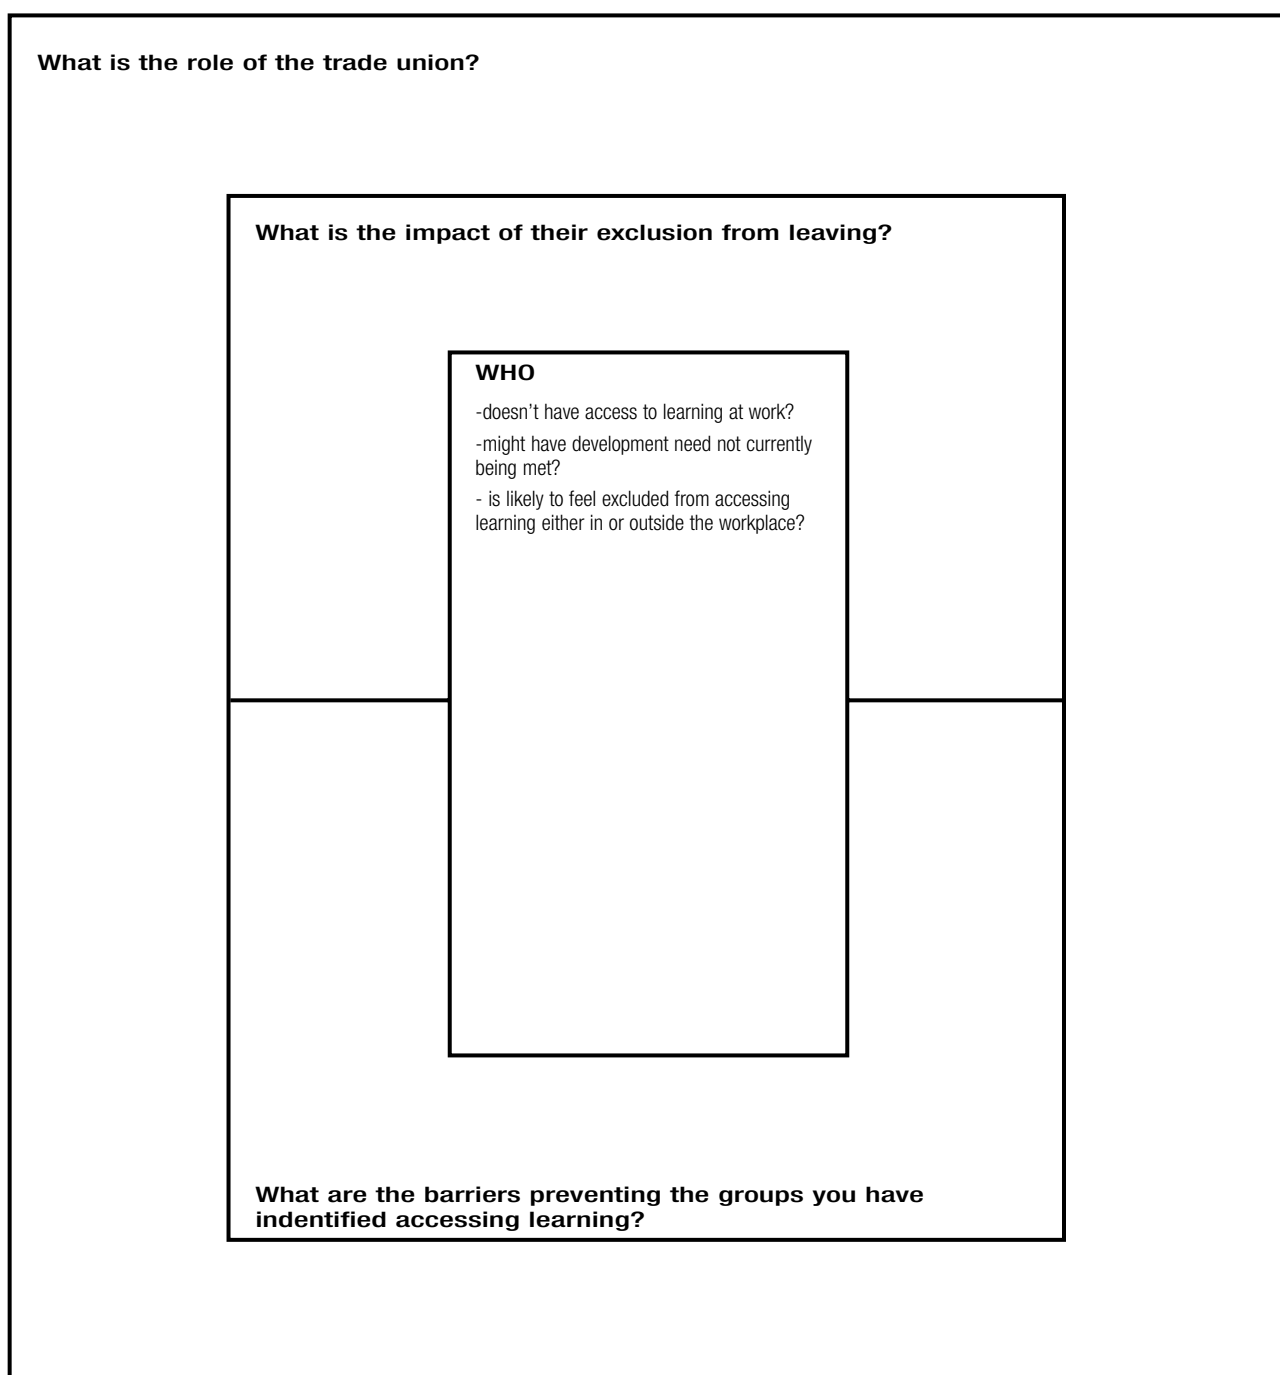 What is the role of the trade union?
What is the impact of their exclusion from leaving?
WHO
-doesn't have access to learning at work?
-might have development need not currently
being met?
- is likely to feel excluded from accessing
learning either in or outside the workplace?
What are the barriers preventing the groups you have
indentified accessing learning?